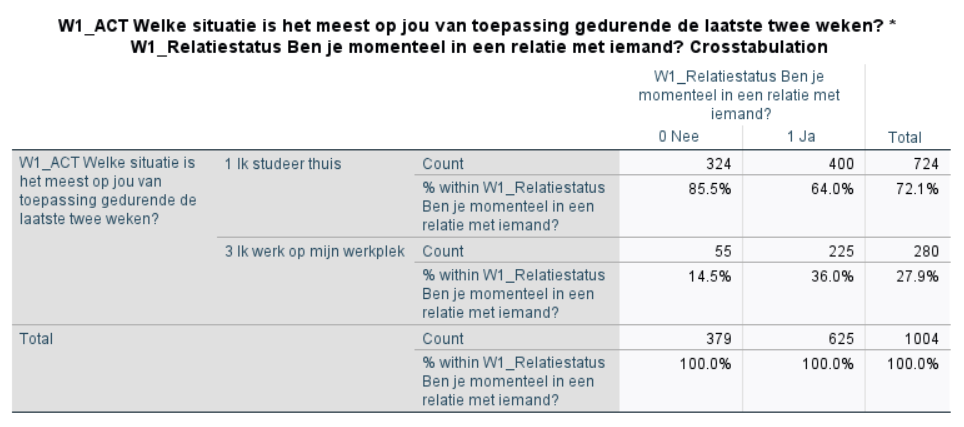 W1_ACT Welke situatie is het meest op jou van toepassing gedurende de laatste twee weken? *
W1_Relatiestatus Ben je momenteel in een relatie met iemand? Crosstabulation
W1_Relatiestatus Ben je
momenteel in een relatie met
iemand?
0 Nee 1 Ja Total
W1_ACT Welke situatie is
het meest op jou van
toepassing gedurende de
laatste twee weken?
1 Ik studeer thuis Count 324 400 724
% within W1_Relatiestatus
Ben je momenteel in een
relatie met iemand?
85.5% 64.0% 72.1%
3 Ik werk op mijn werkplek Count 55 225 280
% within W1_Relatiestatus
Ben je momenteel in een
relatie met iemand?
14.5% 36.0% 27.9%
Total Count 379 625 1004
% within W1_Relatiestatus
Ben je momenteel in een
relatie met iemand?
100.0% 100.0% 100.0%